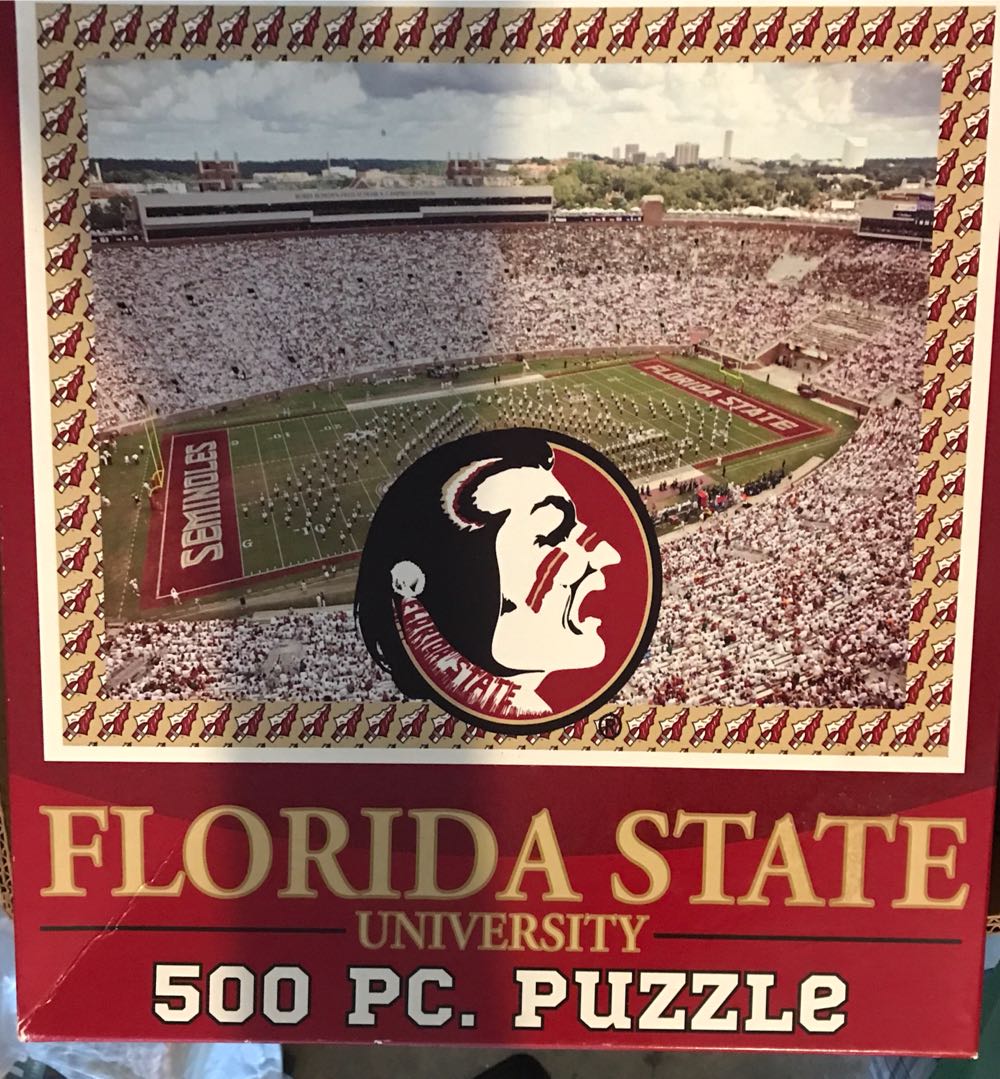 FLORIDA STATE
SEMINOLES
G
FLORIDA STATE
®
FLORIDA STATE
UNIVERSITY
500 PC. PUZZLE